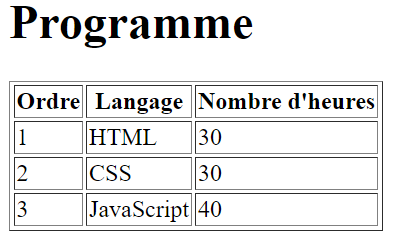 Programme
Ordre Langage Nombre d'heures
1 HTML 30
2 CSS 30
3 JavaScript 40